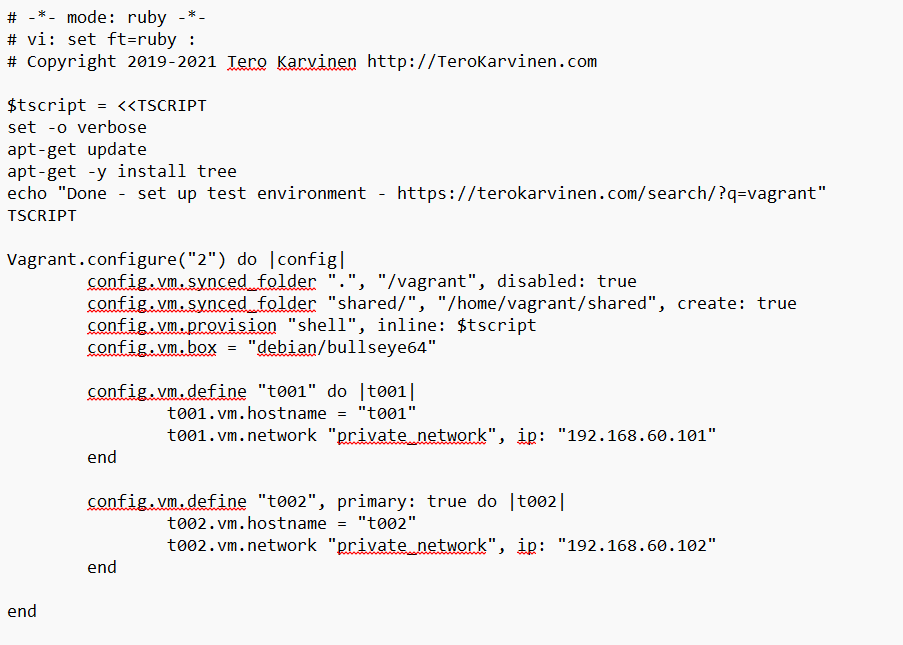 # -*- mode: ruby -*-
# vi: set ft=ruby :
# Copyright 2019-2021 Tero Karvinen http://TeroKarvinen.com

$tscript = <<TSCRIPT
set -o verbose
apt-get update
apt-get -y install tree
echo "Done - set up test environment - https://terokarvinen.com/search/?q=vagrant"
TSCRIPT

Vagrant.configure("2") do |config|
        config.vm.synced_folder ".", "/vagrant", disabled: true
        config.vm.synced_folder "shared/", "/home/vagrant/shared", create: true
        config.vm.provision "shell", inline: $tscript
        config.vm.box = "debian/bullseye64"

        config.vm.define "t001" do |t001|
                t001.vm.hostname = "t001"
                t001.vm.network "private_network", ip: "192.168.60.101"
        end

        config.vm.define "t002", primary: true do |t002|
                t002.vm.hostname = "t002"
                t002.vm.network "private_network", ip: "192.168.60.102"
        end

end